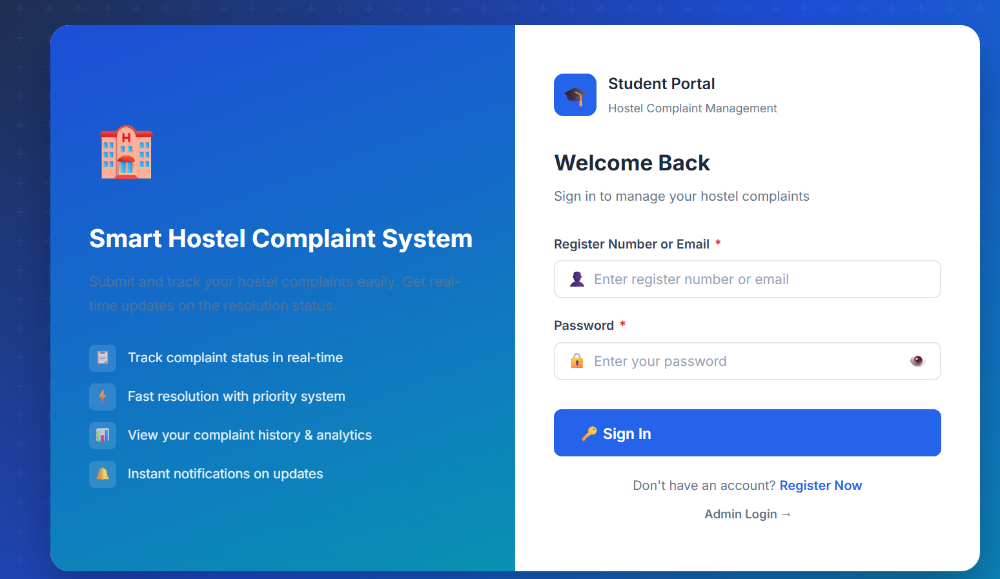 H
Smart Hostel Complaint System
Submit and track your hostel complaints easily. Get real-
time updates on the resolution status.
Track complaint status in real-time
Fast resolution with priority system
View your complaint history & analytics
Instant notifications on updates
Student Portal
Hostel Complaint Management
Welcome Back
Sign in to manage your hostel complaints
Register Number or Email *
Enter register number or email
Password *
Enter your password
Sign In
Don't have an account? Register Now
Admin Login →